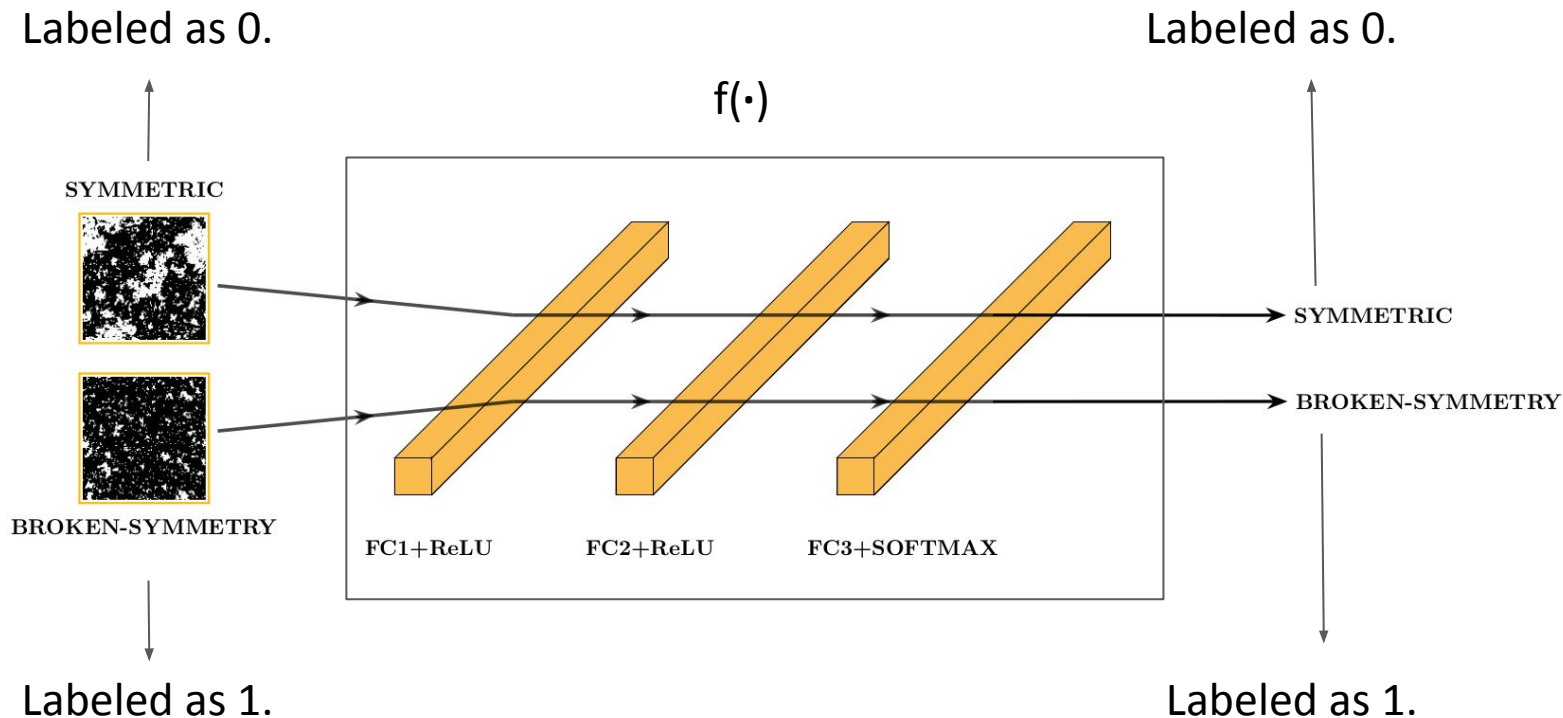 Labeled as 0.
Labeled as 0.
f(·)
SYMMETRIC
SYMMETRIC
BROKEN-SYMMETRY
BROKEN-SYMMETRY
FC1+ReLU
FC2+ReLU
FC3+SOFTMAX
Labeled as 1.
Labeled as 1.